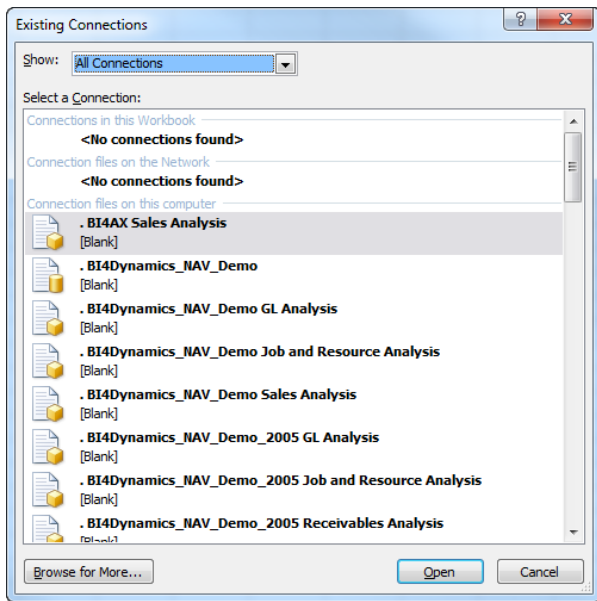 Existing Connections
Show: All Connections
Select a Connection:
Connections in this Workbook
<No connections found>
Connection files on the Network
<No connections found>
Connection files on this computer
. BI4AX Sales Analysis
[Blank]
. BI4Dynamics_NAV_Demo
[Blank]
. BI4Dynamics_NAV_Demo GL Analysis
[Blank]
. BI4Dynamics_NAV_Demo Job and Resource Analysis
[Blank]
. BI4Dynamics_NAV_Demo Sales Analysis
[Blank]
. BI4Dynamics_NAV_Demo_2005 GL Analysis
[Blank]
. BI4Dynamics_NAV_Demo_2005 Job and Resource Analysis
[Blank]
. BI4Dynamics_NAV_Demo_2005 Receivables Analysis
[Blank]
Browse for More... Open Cancel